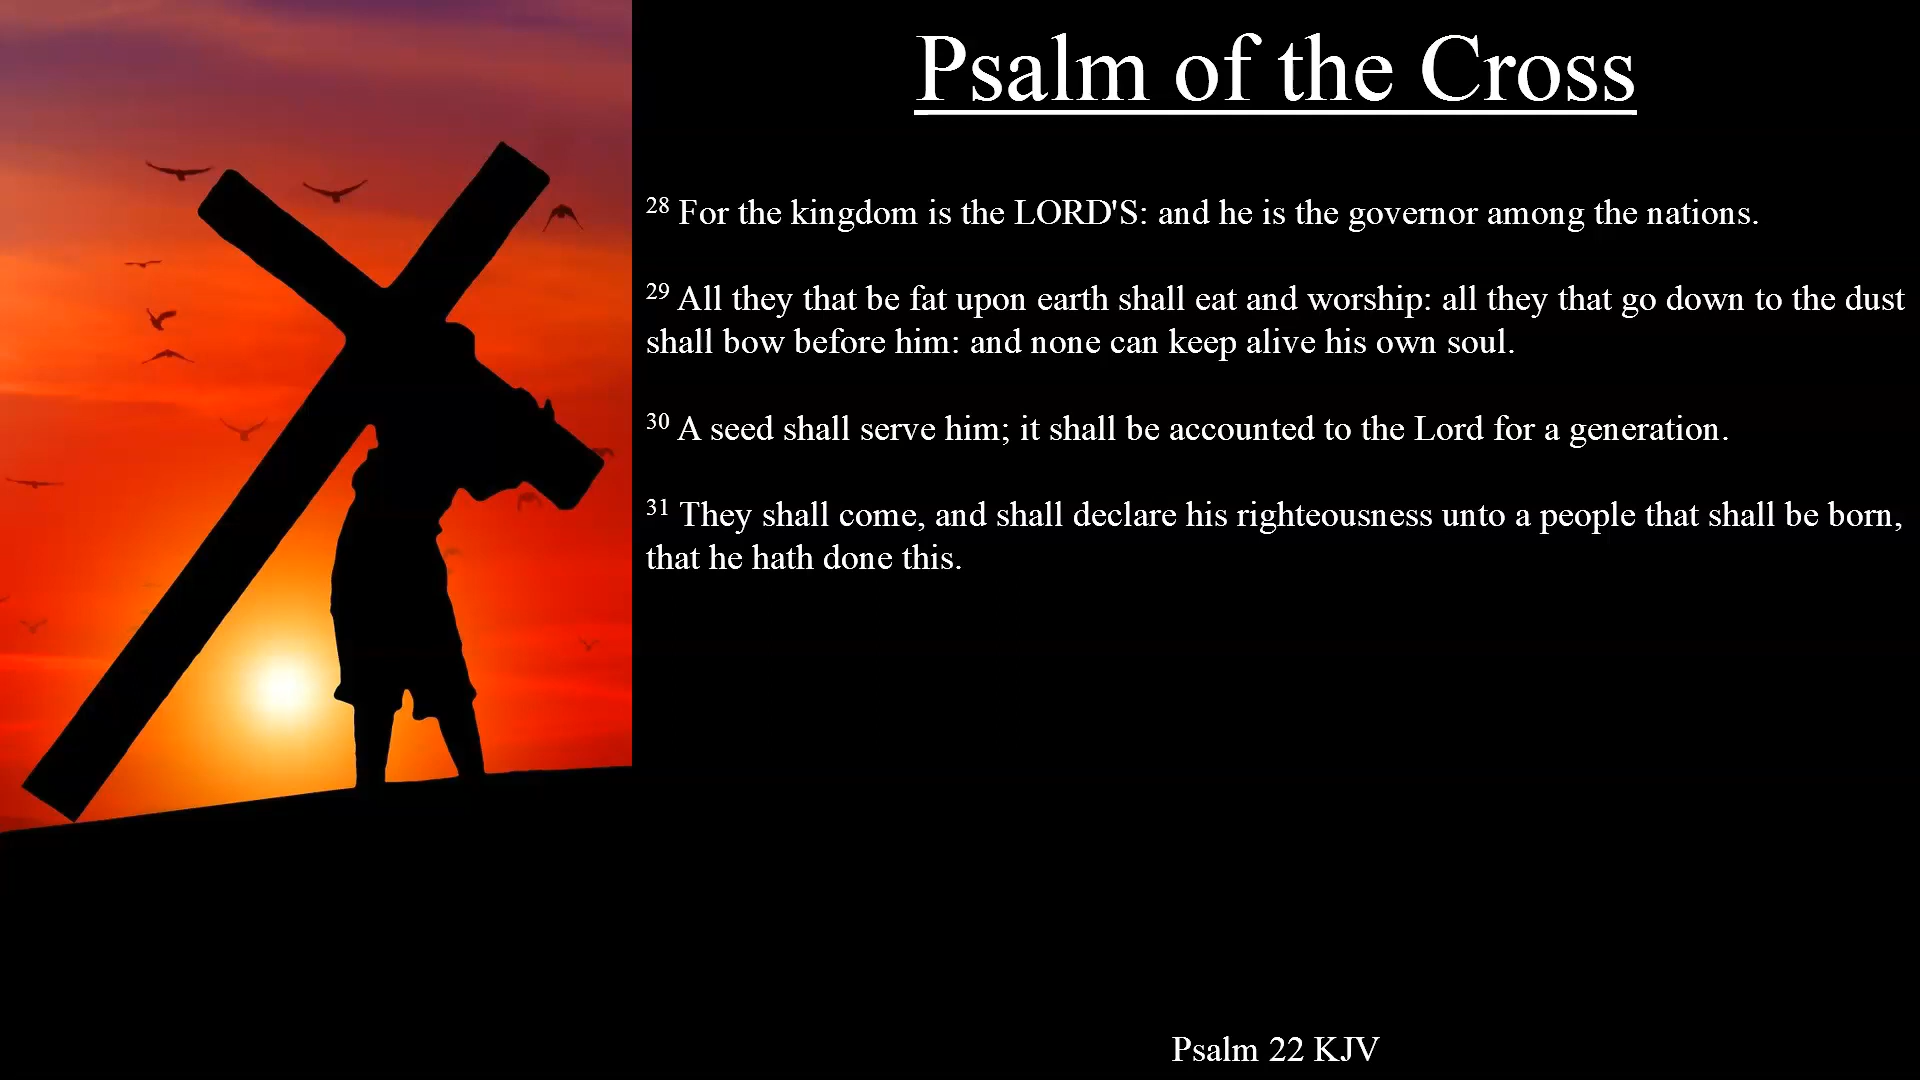 Psalm of the Cross
28 For the kingdom is the LORD'S: and he is the governor among the nations.
29 All they that be fat upon earth shall eat and worship: all they that go down to the dust
shall bow before him: and none can keep alive his own soul.
30 A seed shall serve him; it shall be accounted to the Lord for a generation.
31 They shall come, and shall declare his righteousness unto a people that shall be born,
that he hath done this.
Psalm 22 KJV